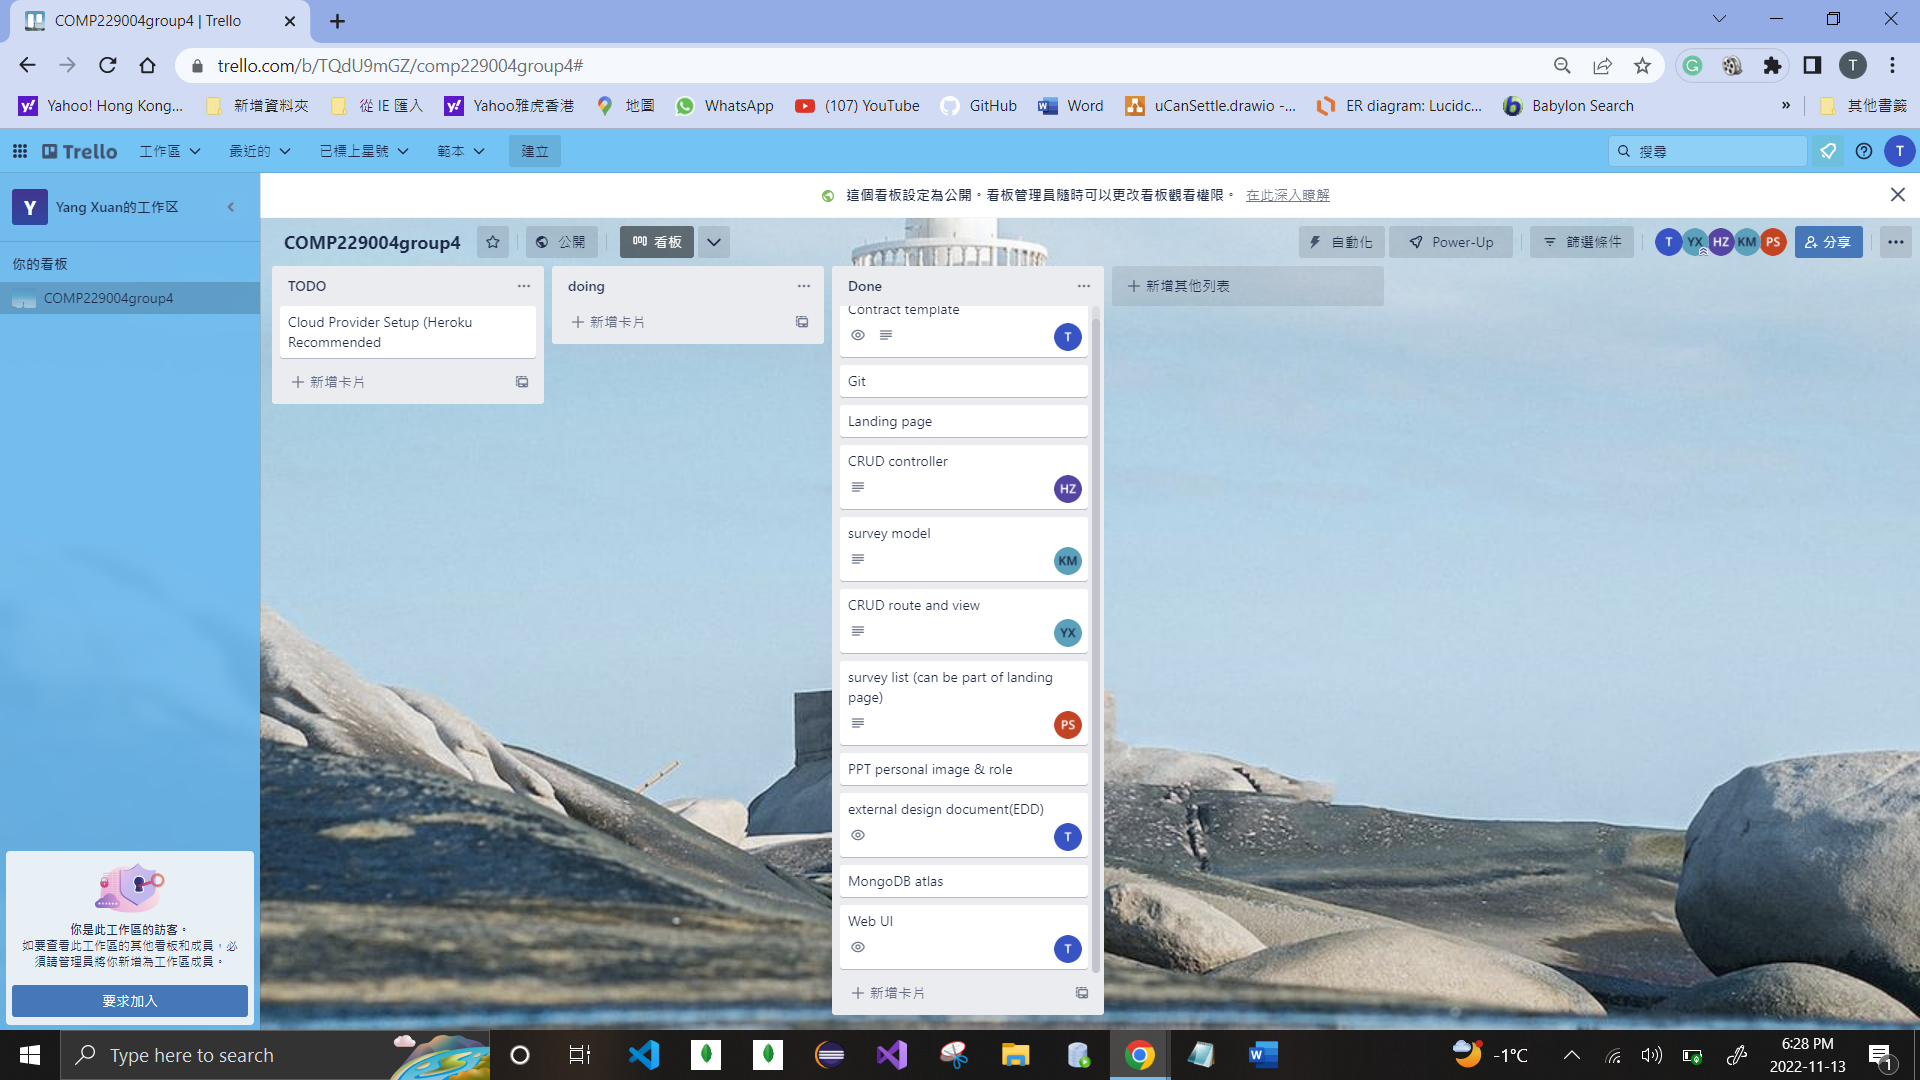 COMP229004group4 | Trello
trello.com/b/TQdU9mGZ/comp229004group4#
T
Yahoo! Hong Kong...
新增資料夾
從 IE 匯入
Yahoo雅虎香港
地圖
WhatsApp
(107) YouTube
GitHub
Word
uCanSettle.drawio -...
ER diagram: Lucidc...
Babylon Search
»
其他書籤
Trello
工作區
最近的
已標上星號
範本
建立
搜尋
T
Y
Yang Xuan的工作区
這個看板設定為公開。看板管理員隨時可以更改看板觀看權限。 在此深入瞭解
COMP229004group4
公開
看板
自動化
Power-Up
篩選條件
T YX HZ KM PS
分享
你的看板
COMP229004group4
TODO
Cloud Provider Setup (Heroku
Recommended
新增卡片
doing
新增卡片
Done
Contract template
T
Git
Landing page
CRUD controller
HZ
survey model
KM
CRUD route and view
YX
survey list (can be part of landing
page)
PS
PPT personal image & role
external design document(EDD)
T
MongoDB atlas
Web UI
T
新增卡片
新增其他列表
你是此工作區的訪客。
如要查看此工作區的其他看板和成員，必
須請管理員將你新增為工作區成員。
要求加入
Type here to search
-1°C
6:28 PM
2022-11-13
1